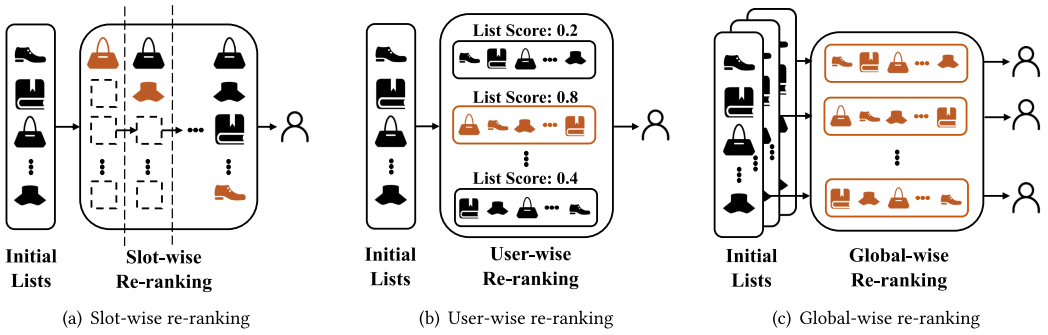 Initial
Lists
Slot-wise
Re-ranking
(a) Slot-wise re-ranking
List Score: 0.2
List Score: 0.8
List Score: 0.4
Initial
Lists
User-wise
Re-ranking
(b) User-wise re-ranking
Initial
Lists
Global-wise
Re-ranking
(c) Global-wise re-ranking